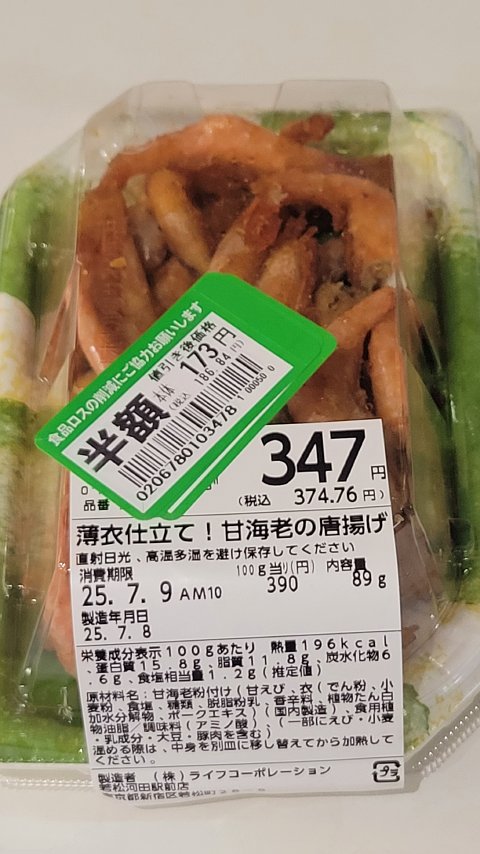 食品ロスの削減にご協力お願いします
半額
値引き後価格
本体 173円
(税込 186.84円)
1 00050 0
0206780103478
347円
(税込 374.76円)
品番
薄衣仕立て！甘海老の唐揚げ
直射日光、高温多湿を避け保存してください
消費期限 100g当り(円) 内容量
25. 7. 9 AM10 390 89g
製造年月日
25. 7. 8
栄養成分表示100gあたり 熱量196kcal
、蛋白質15.8g、脂質11.8g、炭水化物6
.6g、食塩相当量1.2g(推定値)
原材料名：甘海老粉付け(甘えび、衣(でん粉、小
麦粉、食塩、糖類、脱脂粉乳、香辛料、植物たん白
加水分解物、ポークエキス))(国内製造)、食用植
物油脂／調味料(アミノ酸)、(一部にえび・小麦
・乳成分・大豆・豚肉を含む)
温める際は、中身を別皿に移し替えてから加熱して
ください。
製造者 (株)ライフコーポレーション
若松河田駅前店
東京都新宿区若松町
プラ